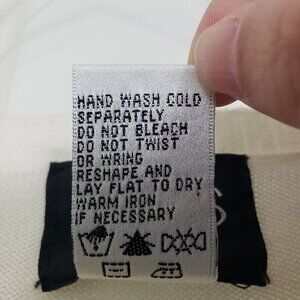 HAND WASH COLD
SEPARATELY
DO NOT BLEACH
DO NOT TWIST
OR WRING
RESHAPE AND
LAY FLAT TO DRY
WARM IRON
IF NECESSARY